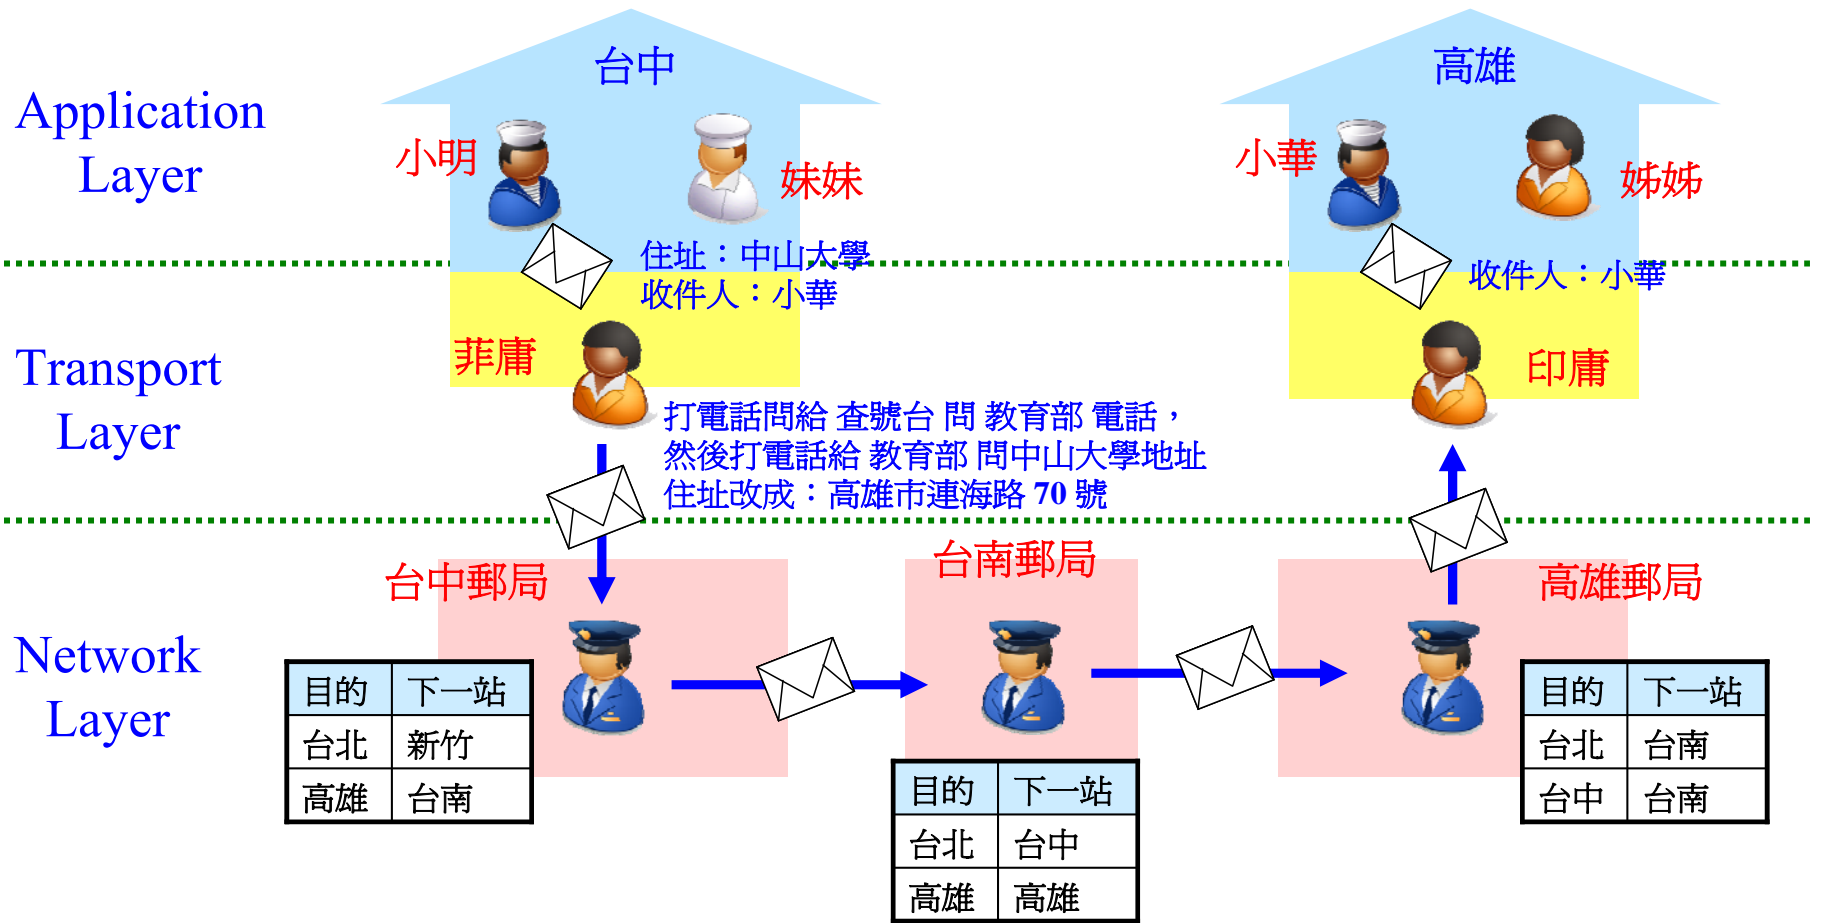 台中
高雄
Application
Layer
小明
妹妹
小華
姊姊
住址：中山大學
收件人：小華
收件人：小華
Transport
Layer
菲庸
印庸
打電話問給 查號台 問 教育部 電話，
然後打電話給 教育部 問中山大學地址
住址改成：高雄市連海路 70 號
台中郵局
台南郵局
高雄郵局
Network
Layer
目的 下一站
台北 新竹
高雄 台南
目的 下一站
台北 台中
高雄 高雄
目的 下一站
台北 台南
台中 台南